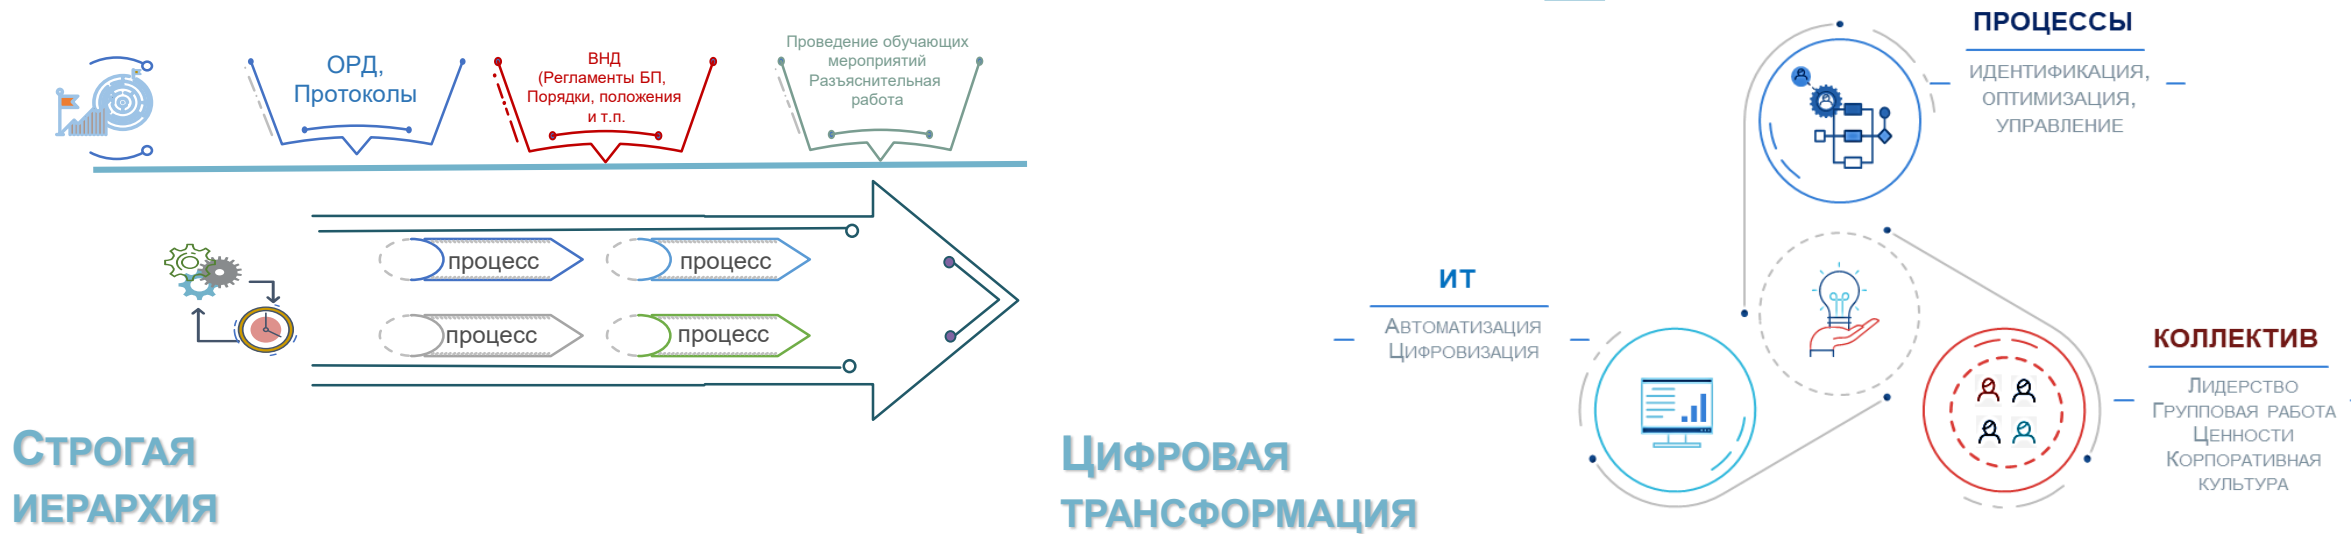 ОРД,
Протоколы
ВНД
(Регламенты БП,
Порядки, положения
и т.п.
Проведение обучающих
мероприятий
Разъяснительная
работа
процесс
процесс
процесс
процесс
СТРОГАЯ
ИЕРАРХИЯ
ПРОЦЕССЫ
ИДЕНТИФИКАЦИЯ,
ОПТИМИЗАЦИЯ,
УПРАВЛЕНИЕ
ИТ
АВТОМАТИЗАЦИЯ
ЦИФРОВИЗАЦИЯ
КОЛЛЕКТИВ
ЛИДЕРСТВО
ГРУППОВАЯ РАБОТА
ЦЕННОСТИ
КОРПОРАТИВНАЯ
КУЛЬТУРА
ЦИФРОВАЯ
ТРАНСФОРМАЦИЯ